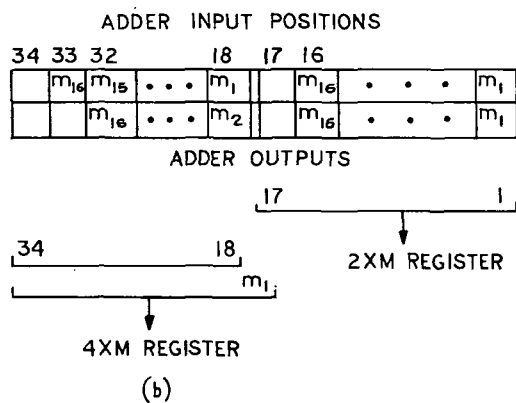 ADDER INPUT POSITIONS
34 33 32 18 17 16
m16 m15 • • • m1 m16 • • • m1
m16 • • • m2 m16 • • • m1
ADDER OUTPUTS
17 1
2XM REGISTER
34 18
m1
4XM REGISTER
(b)